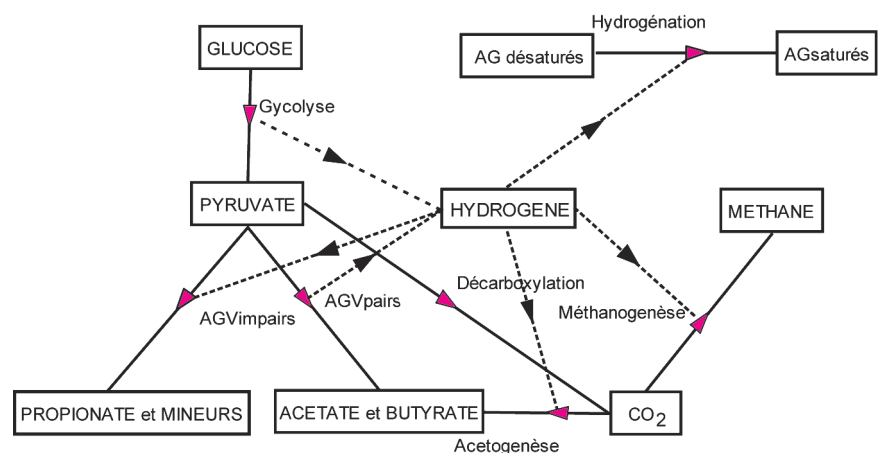 Hydrogénation
GLUCOSE
AG désaturés
AGsaturés
Gycolyse
PYRUVATE
HYDROGENE
METHANE
Décarboxylation
AGVpairs
AGVimpairs
Méthanogenèse
PROPIONATE et MINEURS
ACETATE et BUTYRATE
CO2
Acetogenèse